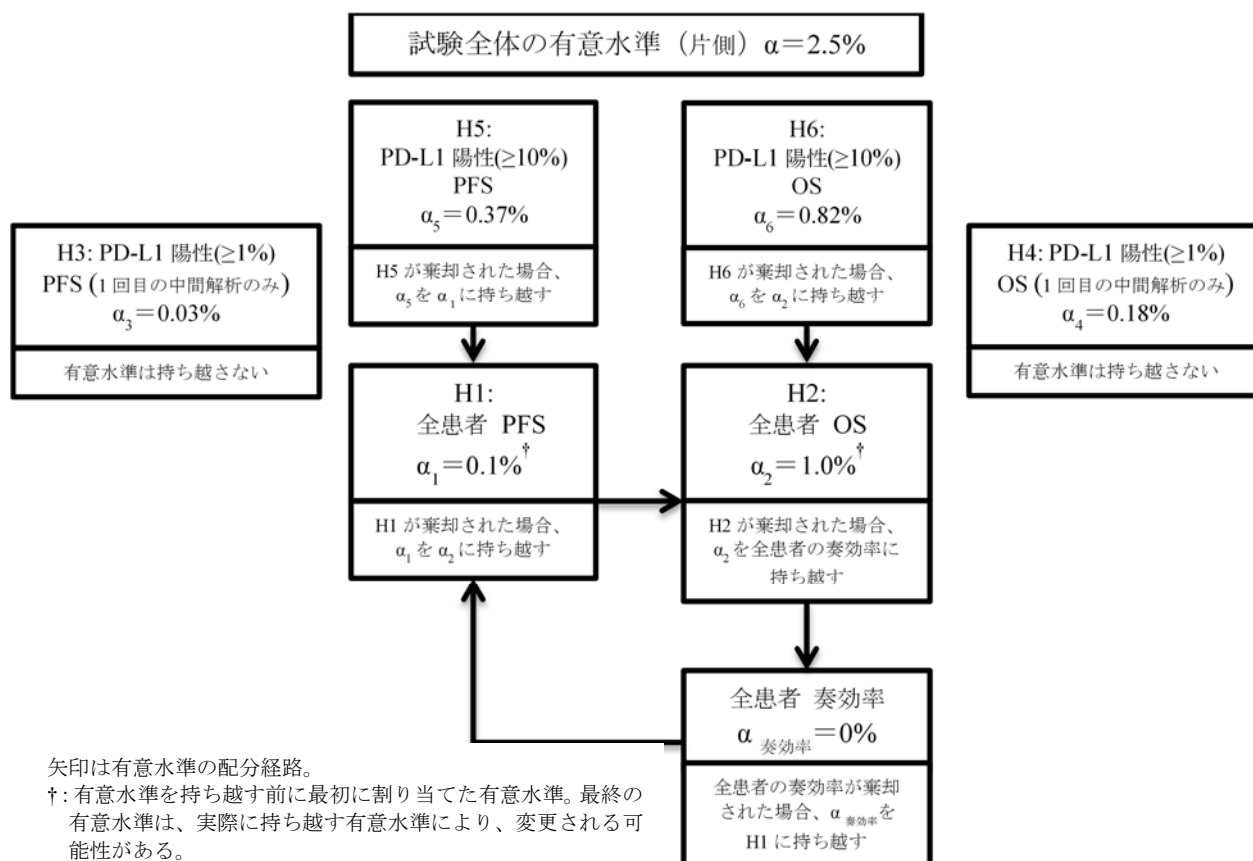 試験全体の有意水準（片側）α＝2.5%
H5:
PD-L1 陽性(≥10%)
PFS
α5＝0.37%
H5 が棄却された場合、
α5を α1に持ち越す
H6:
PD-L1 陽性(≥10%)
OS
α6＝0.82%
H6 が棄却された場合、
α6を α2に持ち越す
H3: PD-L1 陽性(≥1%)
PFS (1 回目の中間解析のみ)
α3＝0.03%
有意水準は持ち越さない
H4: PD-L1 陽性(≥1%)
OS (1 回目の中間解析のみ)
α4＝0.18%
有意水準は持ち越さない
H1:
全患者 PFS
α1＝0.1%†
H1 が棄却された場合、
α1を α2に持ち越す
H2:
全患者 OS
α2＝1.0%†
H2 が棄却された場合、
α2を全患者の奏効率に
持ち越す
全患者 奏効率
α 奏効率＝0%
全患者の奏効率が棄却
された場合、α 奏効率を
H1 に持ち越す
矢印は有意水準の配分経路。
†: 有意水準を持ち越す前に最初に割り当てた有意水準。最終の
有意水準は、実際に持ち越す有意水準により、変更される可
能性がある。